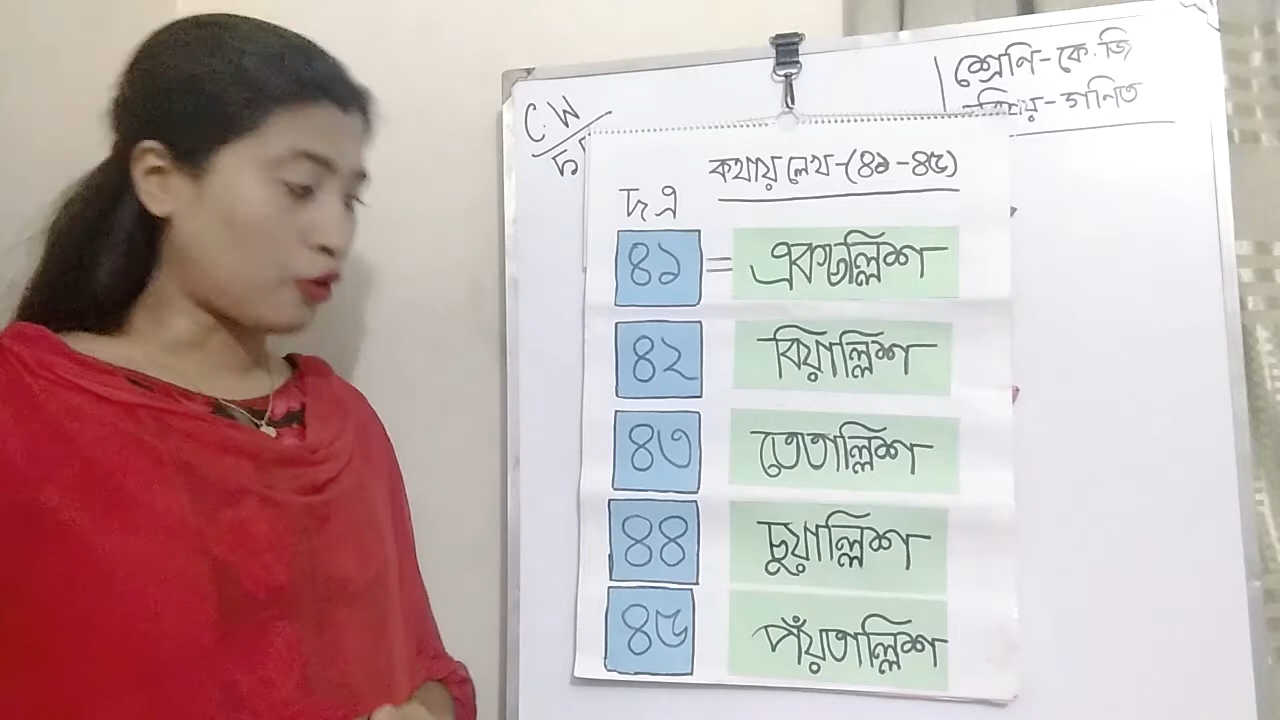 শ্রেণি-কে.জি
বিষয়-গণিত
C.W
কথায় লেখ-(৪১-৪৫)
দ এ
৪১ = একচল্লিশ
৪২ বিয়াল্লিশ
৪৩ তেতাল্লিশ
৪৪ চুয়াল্লিশ
৪৫ পঁয়তাল্লিশ